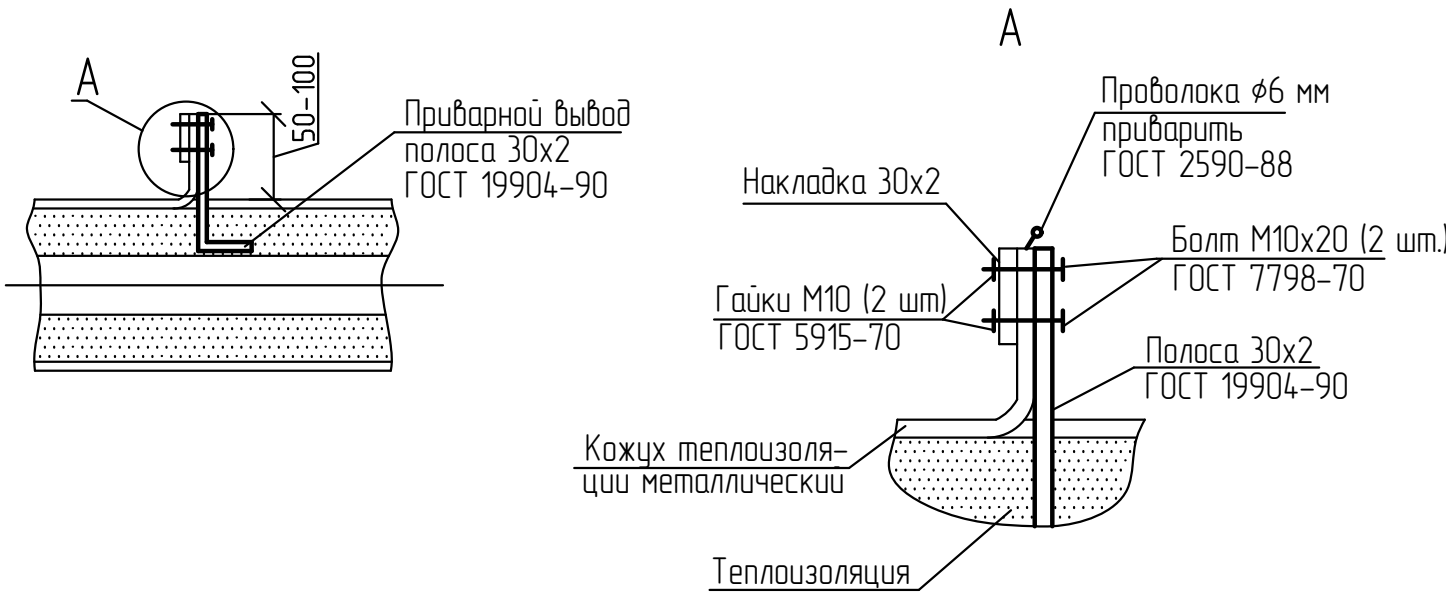 А
50-100
Приварной вывод
полоса 30х2
ГОСТ 19904-90
А
Проволока ϕ6 мм
приварить
ГОСТ 2590-88
Накладка 30х2
Болт М10х20 (2 шт.)
ГОСТ 7798-70
Гайки М10 (2 шт)
ГОСТ 5915-70
Полоса 30х2
ГОСТ 19904-90
Кожух теплоизоля-
ции металлический
Теплоизоляция